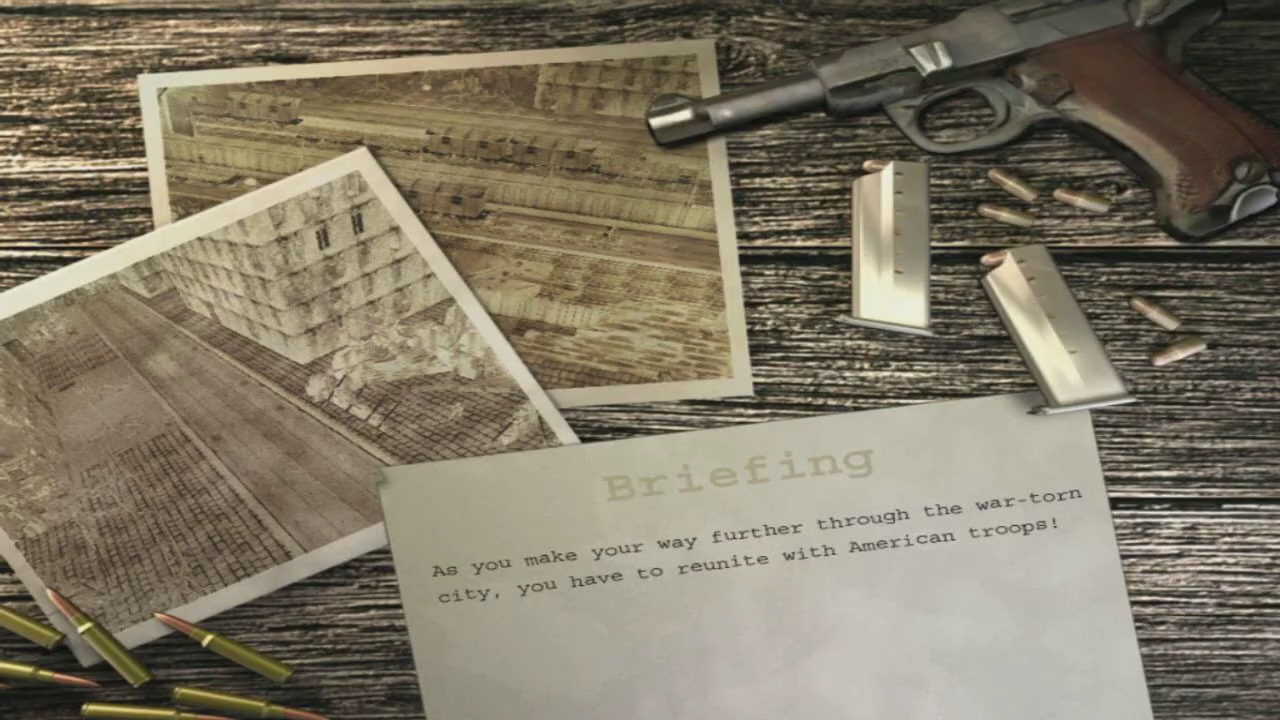 Briefing
As you make your way further through the war-torn
city, you have to reunite with American troops!